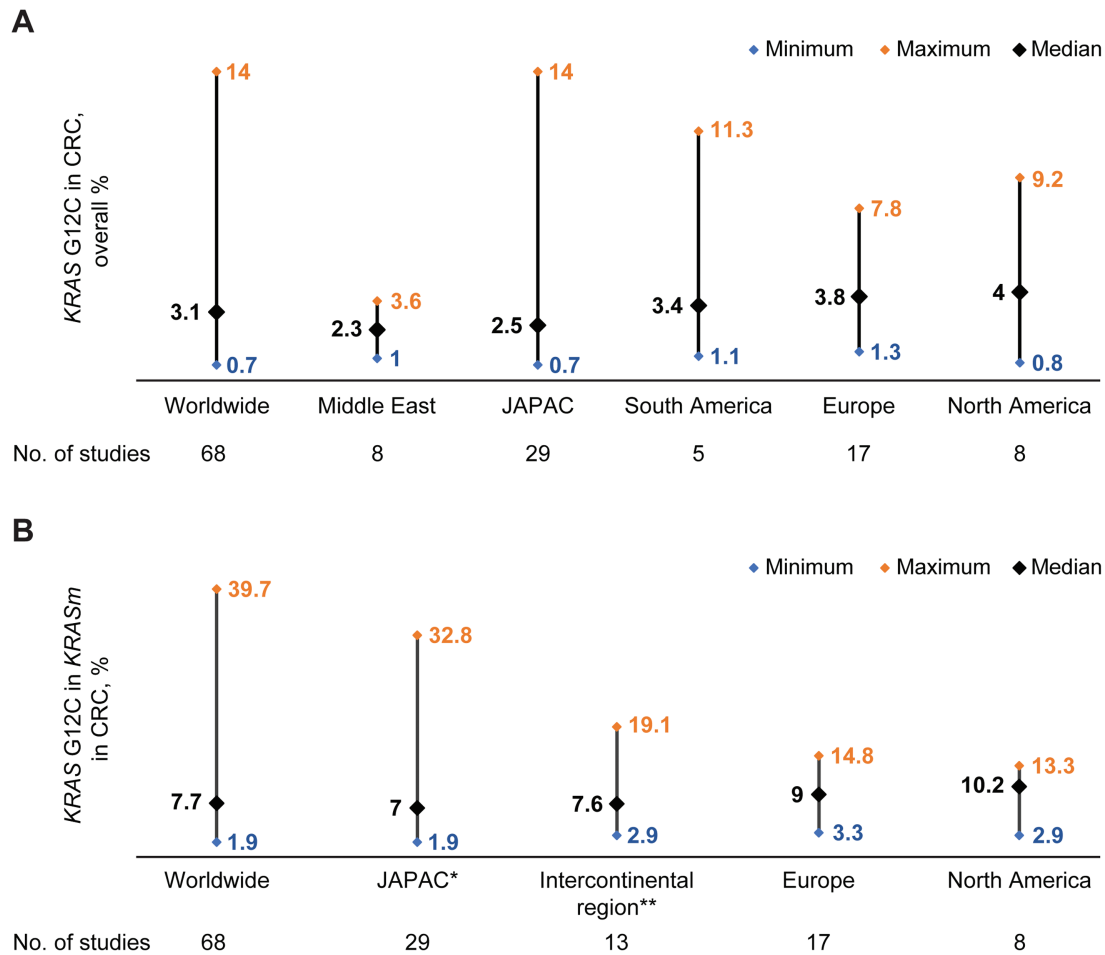 A
Minimum Maximum Median
KRAS G12C in CRC,
overall %
14 14
11.3
9.2
7.8
3.6
3.1 2.3 2.5 3.4 3.8 4
0.7 1 0.7 1.1 1.3 0.8
Worldwide Middle East JAPAC South America Europe North America
No. of studies 68 8 29 5 17 8
B
Minimum Maximum Median
KRAS G12C in KRASm
in CRC, %
39.7
32.8
19.1
14.8
13.3
7.7 7 7.6 9 10.2
1.9 1.9 2.9 3.3 2.9
Worldwide JAPAC* Intercontinental Europe North America
region**
No. of studies 68 29 13 17 8